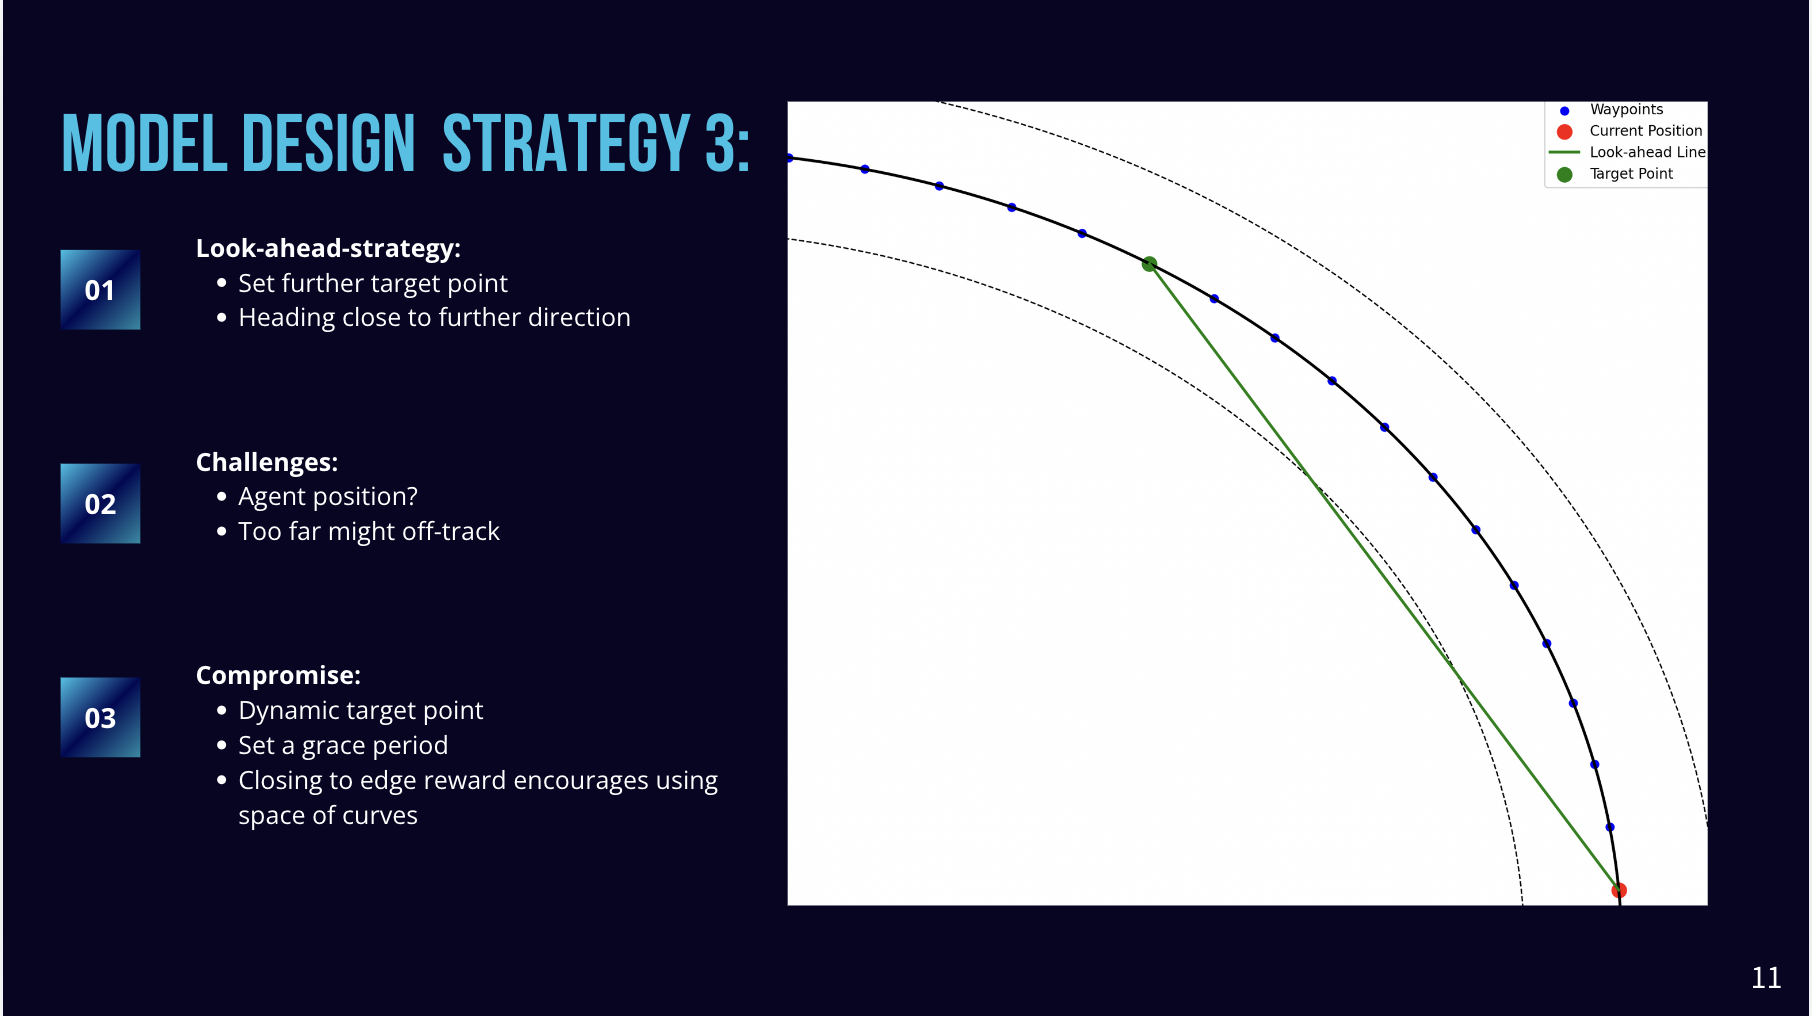 MODEL DESIGN STRATEGY 3:
01
Look-ahead-strategy:
• Set further target point
• Heading close to further direction
02
Challenges:
• Agent position?
• Too far might off-track
03
Compromise:
• Dynamic target point
• Set a grace period
• Closing to edge reward encourages using
space of curves
Waypoints
Current Position
Look-ahead Line
Target Point
11